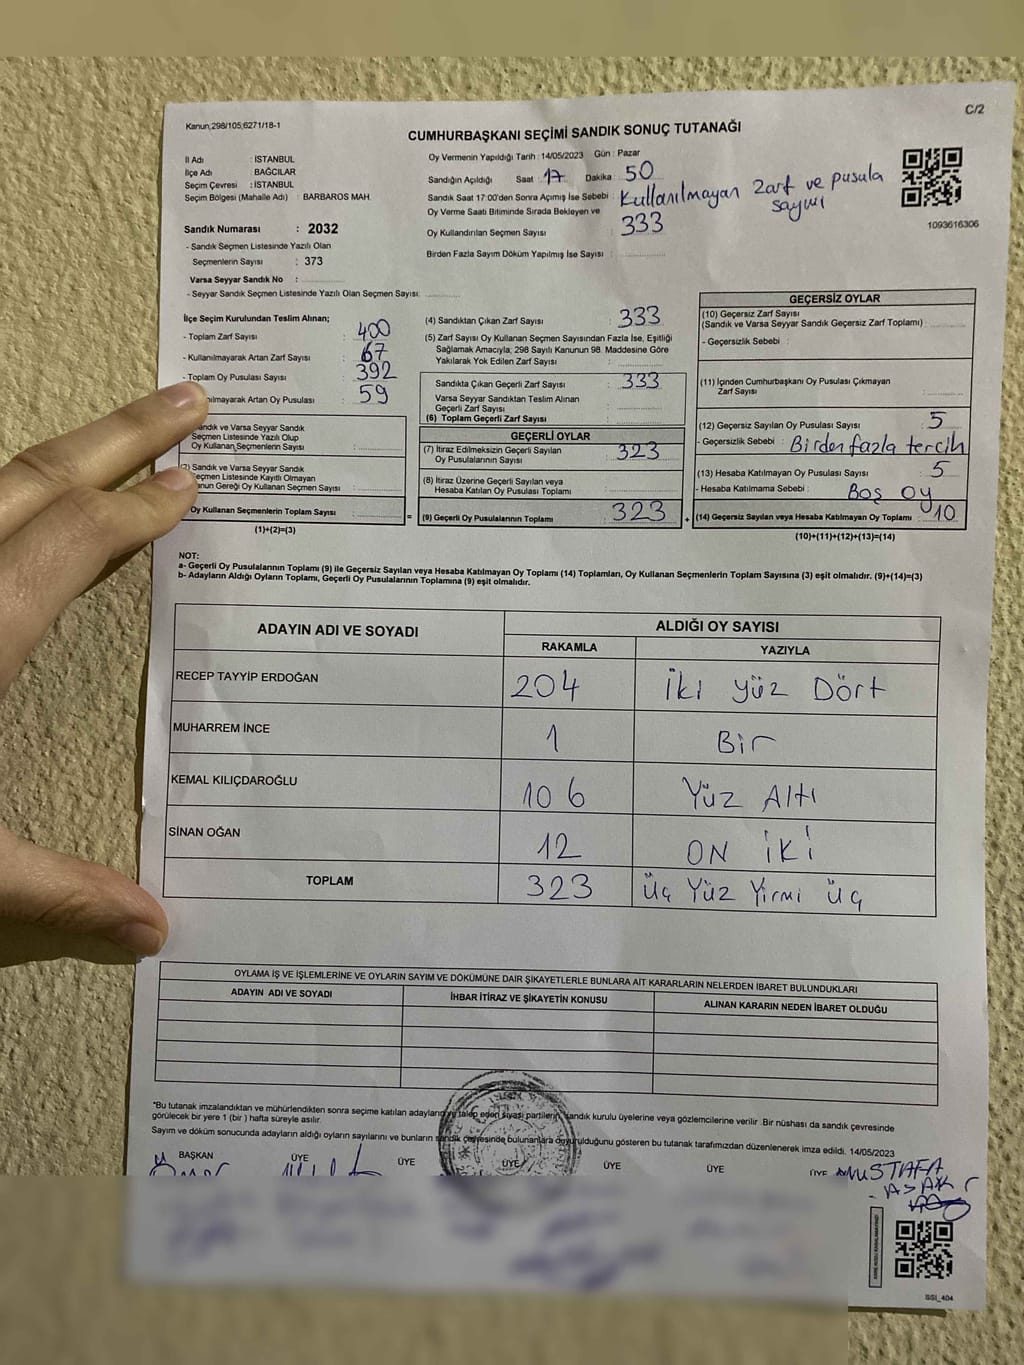 Kanun;298/105;6271/18-1
C/2
CUMHURBAŞKANI SEÇİMİ SANDIK SONUÇ TUTANAĞI
İl Adı : İSTANBUL
İlçe Adı : BAĞCILAR
Seçim Çevresi : İSTANBUL
Seçim Bölgesi (Mahalle Adı) : BARBAROS MAH.
Sandık Numarası : 2032
- Sandık Seçmen Listesinde Yazılı Olan
Seçmenlerin Sayısı : 373
Varsa Seyyar Sandık No :
- Seyyar Sandık Seçmen Listesinde Yazılı Olan Seçmen Sayısı:
Oy Vermenin Yapıldığı Tarih : 14/05/2023 Gün : Pazar
Sandığın Açıldığı Saat : 17 Dakika : 50
Sandık Saat 17:00'den Sonra Açımış İse Sebebi : Kullanılmayan zarf ve pusula sayımı
Oy Verme Saati Bitiminde Sırada Bekleyen ve
Oy Kullandırılan Seçmen Sayısı : 333
Birden Fazla Sayım Döküm Yapılmış İse Sayısı :
1093616306
İlçe Seçim Kurulundan Teslim Alınan;
- Toplam Zarf Sayısı : 400
- Kullanılmayarak Artan Zarf Sayısı : 67
- Toplam Oy Pusulası Sayısı : 392
ılmayarak Artan Oy Pusulası : 59
andık ve Varsa Seyyar Sandık
Seçmen Listesinde Yazılı Olup
Oy Kullanan Seçmenlerin Sayısı :
Sandık ve Varsa Seyyar Sandık
eçmen Listesinde Kayıtlı Olmayan
anun Gereği Oy Kullanan Seçmen Sayısı :
Oy Kullanan Seçmenlerin Toplam Sayısı :
(1)+(2)=(3)
(4) Sandıktan Çıkan Zarf Sayısı : 333
(5) Zarf Sayısı Oy Kullanan Seçmen Sayısından Fazla İse, Eşitliği
Sağlamak Amacıyla; 298 Sayılı Kanunun 98. Maddesine Göre
Yakılarak Yok Edilen Zarf Sayısı :
Sandıkta Çıkan Geçerli Zarf Sayısı : 333
Varsa Seyyar Sandıktan Teslim Alınan
Geçerli Zarf Sayısı :
(6) Toplam Geçerli Zarf Sayısı :
GEÇERLİ OYLAR
(7) İtiraz Edilmeksizin Geçerli Sayılan
Oy Pusulalarının Sayısı : 323
(8) İtiraz Üzerine Geçerli Sayılan veya
Hesaba Katılan Oy Pusulası Toplamı :
= (9) Geçerli Oy Pusulalarının Toplamı : 323 +
GEÇERSİZ OYLAR
(10) Geçersiz Zarf Sayısı
(Sandık ve Varsa Seyyar Sandık Geçersiz Zarf Toplamı) :
- Geçersizlik Sebebi :
(11) İçinden Cumhurbaşkanı Oy Pusulası Çıkmayan
Zarf Sayısı :
(12) Geçersiz Sayılan Oy Pusulası Sayısı : 5
- Geçersizlik Sebebi : Birden fazla tercih
(13) Hesaba Katılmayan Oy Pusulası Sayısı : 5
- Hesaba Katılmama Sebebi : Boş oy
(14) Geçersiz Sayılan veya Hesaba Katılmayan Oy Toplamı : 10
(10)+(11)+(12)+(13)=(14)
NOT:
a- Geçerli Oy Pusulalarının Toplamı (9) ile Geçersiz Sayılan veya Hesaba Katılmayan Oy Toplamı (14) Toplamları, Oy Kullanan Seçmenlerin Toplam Sayısına (3) eşit olmalıdır. (9)+(14)=(3)
b- Adayların Aldığı Oyların Toplamı, Geçerli Oy Pusulalarının Toplamına (9) eşit olmalıdır.
ADAYIN ADI VE SOYADI ALDIĞI OY SAYISI
RAKAMLA YAZIYLA
RECEP TAYYİP ERDOĞAN 204 İki Yüz Dört
MUHARREM İNCE 1 Bir
KEMAL KILIÇDAROĞLU 106 Yüz Altı
SİNAN OĞAN 12 ON İKİ
TOPLAM 323 Üç Yüz Yirmi Üç
OYLAMA İŞ VE İŞLEMLERİNE VE OYLARIN SAYIM VE DÖKÜMÜNE DAİR ŞİKAYETLERLE BUNLARA AİT KARARLARIN NELERDEN İBARET BULUNDUKLARI
ADAYIN ADI VE SOYADI İHBAR İTİRAZ VE ŞİKAYETİN KONUSU ALINAN KARARIN NEDEN İBARET OLDUĞU
*Bu tutanak imzalandıktan ve mühürlendikten sonra seçime katılan adayların ve talep eden siyasi partilerin, sandık kurulu üyelerine veya gözlemcilerine verilir .Bir nüshası da sandık çevresinde
görülecek bir yere 1 (bir ) hafta süreyle asılır.
Sayım ve döküm sonucunda adayların aldığı oyların sayılarını ve bunların sandık çevresinde bulunanlara duyurulduğunu gösteren bu tutanak tarafımızdan düzenlenerek imza edildi. 14/05/2023
BAŞKAN ÜYE ÜYE ÜYE ÜYE ÜYE ÜYE MUSTAFA
SSI_404